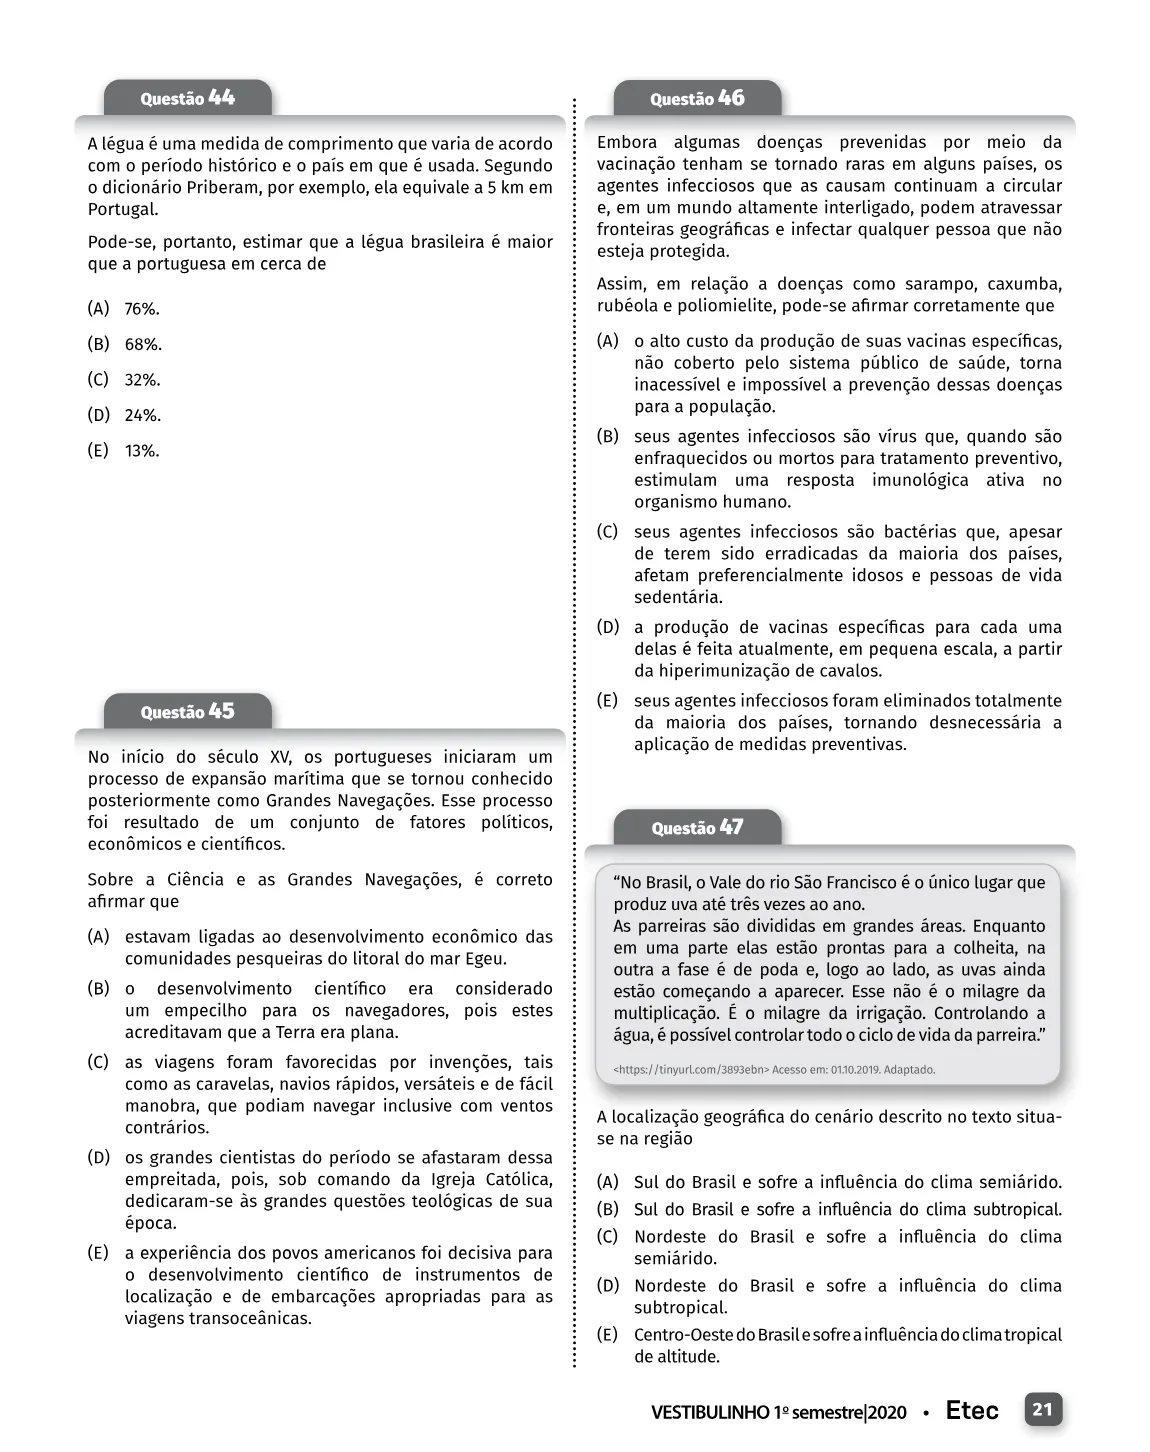 Questão 44
A légua é uma medida de comprimento que varia de acordo
com o período histórico e o país em que é usada. Segundo
o dicionário Priberam, por exemplo, ela equivale a 5 km em
Portugal.
Pode-se, portanto, estimar que a légua brasileira é maior
que a portuguesa em cerca de
(A) 76%.
(B) 68%.
(C) 32%.
(D) 24%.
(E) 13%.
Questão 45
No início do século XV, os portugueses iniciaram um
processo de expansão marítima que se tornou conhecido
posteriormente como Grandes Navegações. Esse processo
foi resultado de um conjunto de fatores políticos,
econômicos e científicos.
Sobre a Ciência e as Grandes Navegações, é correto
afirmar que
(A) estavam ligadas ao desenvolvimento econômico das
comunidades pesqueiras do litoral do mar Egeu.
(B) o desenvolvimento científico era considerado
um empecilho para os navegadores, pois estes
acreditavam que a Terra era plana.
(C) as viagens foram favorecidas por invenções, tais
como as caravelas, navios rápidos, versáteis e de fácil
manobra, que podiam navegar inclusive com ventos
contrários.
(D) os grandes cientistas do período se afastaram dessa
empreitada, pois, sob comando da Igreja Católica,
dedicaram-se às grandes questões teológicas de sua
época.
(E) a experiência dos povos americanos foi decisiva para
o desenvolvimento científico de instrumentos de
localização e de embarcações apropriadas para as
viagens transoceânicas.
Questão 46
Embora algumas doenças prevenidas por meio da
vacinação tenham se tornado raras em alguns países, os
agentes infecciosos que as causam continuam a circular
e, em um mundo altamente interligado, podem atravessar
fronteiras geográficas e infectar qualquer pessoa que não
esteja protegida.
Assim, em relação a doenças como sarampo, caxumba,
rubéola e poliomielite, pode-se afirmar corretamente que
(A) o alto custo da produção de suas vacinas específicas,
não coberto pelo sistema público de saúde, torna
inacessível e impossível a prevenção dessas doenças
para a população.
(B) seus agentes infecciosos são vírus que, quando são
enfraquecidos ou mortos para tratamento preventivo,
estimulam uma resposta imunológica ativa no
organismo humano.
(C) seus agentes infecciosos são bactérias que, apesar
de terem sido erradicadas da maioria dos países,
afetam preferencialmente idosos e pessoas de vida
sedentária.
(D) a produção de vacinas específicas para cada uma
delas é feita atualmente, em pequena escala, a partir
da hiperimunização de cavalos.
(E) seus agentes infecciosos foram eliminados totalmente
da maioria dos países, tornando desnecessária a
aplicação de medidas preventivas.
Questão 47
“No Brasil, o Vale do rio São Francisco é o único lugar que
produz uva até três vezes ao ano.
As parreiras são divididas em grandes áreas. Enquanto
em uma parte elas estão prontas para a colheita, na
outra a fase é de poda e, logo ao lado, as uvas ainda
estão começando a aparecer. Esse não é o milagre da
multiplicação. É o milagre da irrigação. Controlando a
água, é possível controlar todo o ciclo de vida da parreira.”
<https://tinyurl.com/3893ebn> Acesso em: 01.10.2019. Adaptado.
A localização geográfica do cenário descrito no texto situa-
se na região
(A) Sul do Brasil e sofre a influência do clima semiárido.
(B) Sul do Brasil e sofre a influência do clima subtropical.
(C) Nordeste do Brasil e sofre a influência do clima
semiárido.
(D) Nordeste do Brasil e sofre a influência do clima
subtropical.
(E) Centro-Oeste do Brasil e sofre a influência do clima tropical
de altitude.
VESTIBULINHO 1º semestre|2020 • Etec 21